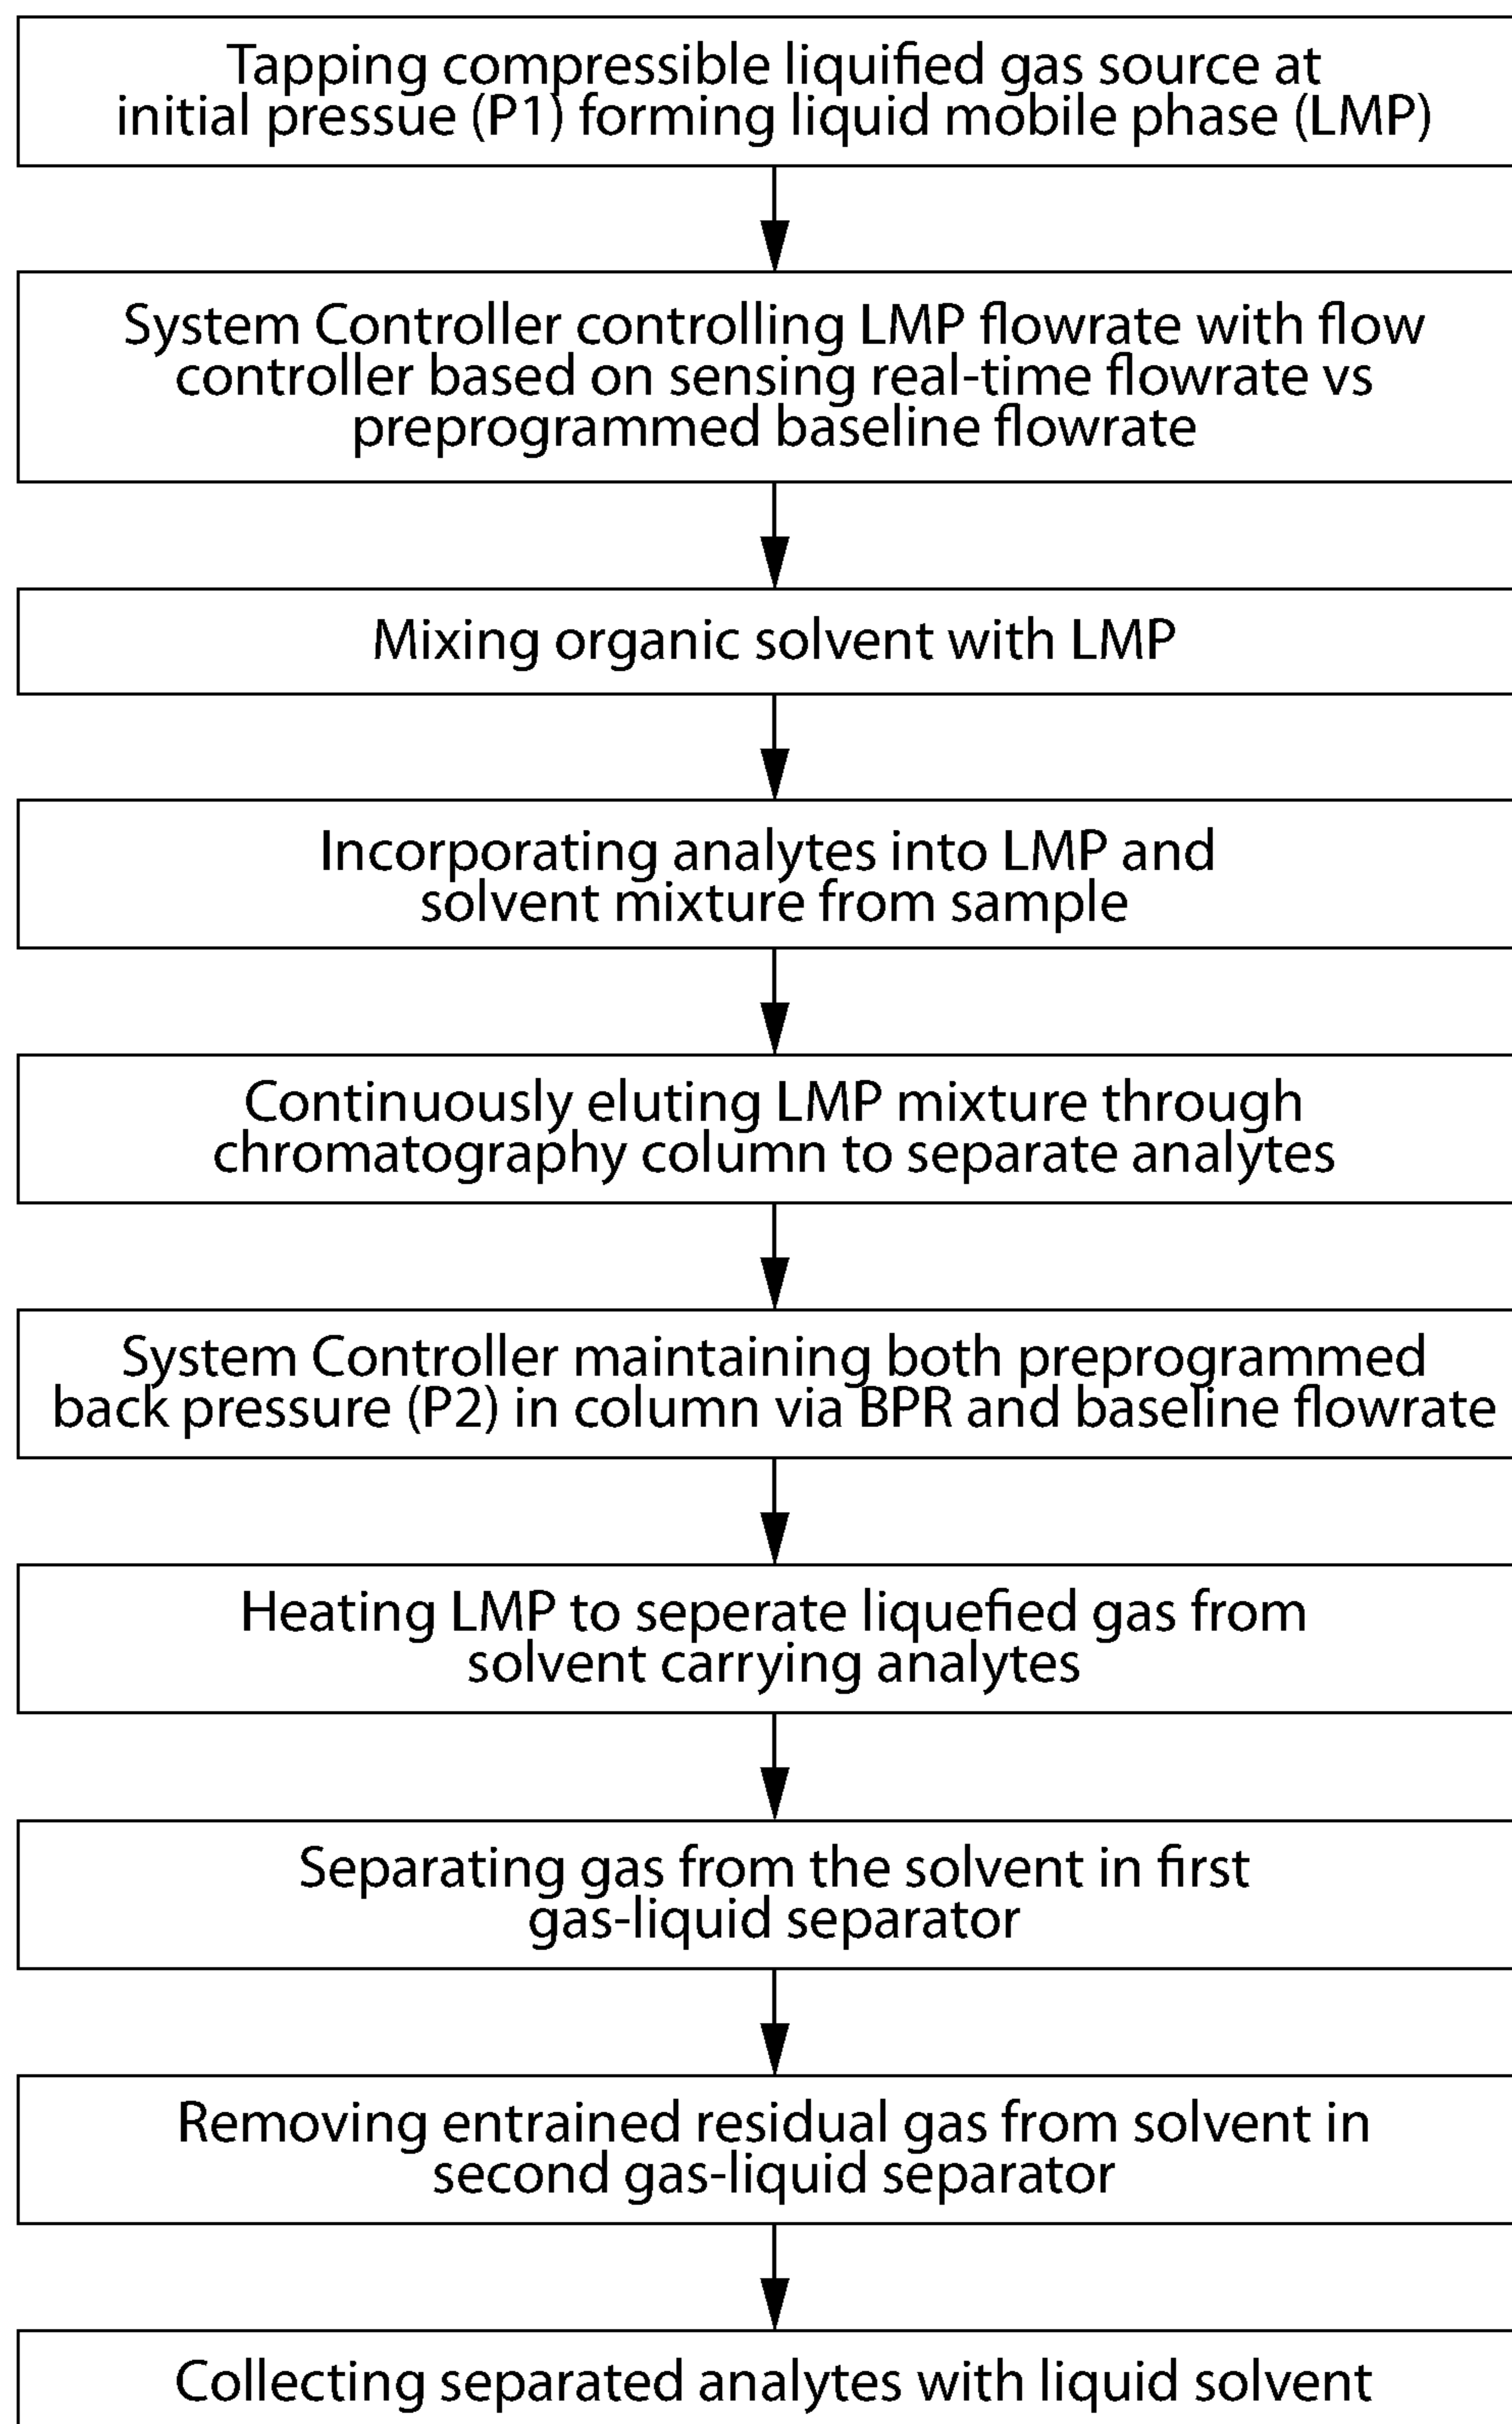 Tapping compressible liquified gas source at
initial pressue (P1) forming liquid mobile phase (LMP)
System Controller controlling LMP flowrate with flow
controller based on sensing real-time flowrate vs
preprogrammed baseline flowrate
Mixing organic solvent with LMP
Incorporating analytes into LMP and
solvent mixture from sample
Continuously eluting LMP mixture through
chromatography column to separate analytes
System Controller maintaining both preprogrammed
back pressure (P2) in column via BPR and baseline flowrate
Heating LMP to seperate liquefied gas from
solvent carrying analytes
Separating gas from the solvent in first
gas-liquid separator
Removing entrained residual gas from solvent in
second gas-liquid separator
Collecting separated analytes with liquid solvent